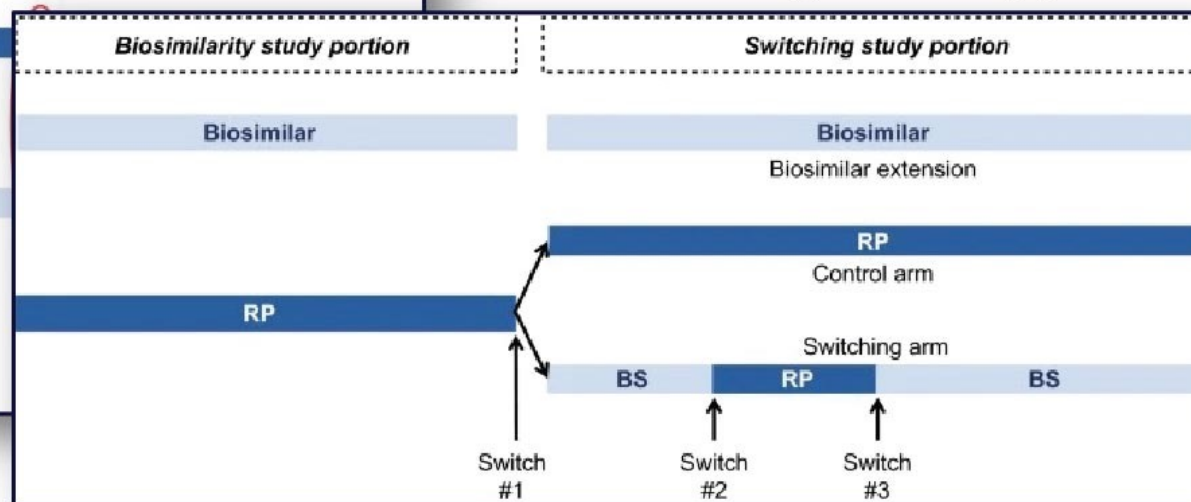 Biosimilarity study portion
Switching study portion
Biosimilar
Biosimilar
Biosimilar extension
RP
Control arm
RP
Switching arm
BS
RP
BS
Switch
#1
Switch
#2
Switch
#3